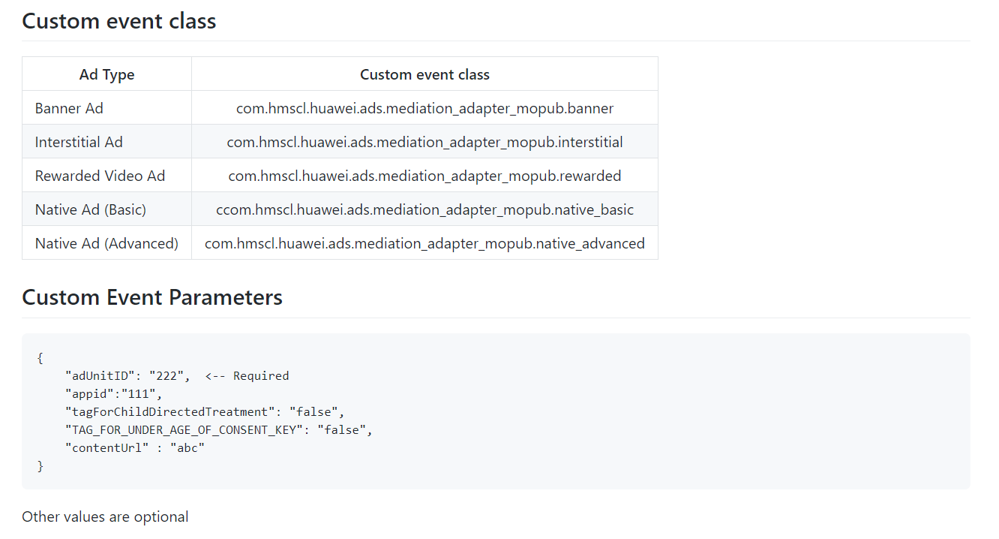 Custom event class
Ad Type Custom event class
Banner Ad com.hmscl.huawei.ads.mediation_adapter_mopub.banner
Interstitial Ad com.hmscl.huawei.ads.mediation_adapter_mopub.interstitial
Rewarded Video Ad com.hmscl.huawei.ads.mediation_adapter_mopub.rewarded
Native Ad (Basic) ccom.hmscl.huawei.ads.mediation_adapter_mopub.native_basic
Native Ad (Advanced) com.hmscl.huawei.ads.mediation_adapter_mopub.native_advanced
Custom Event Parameters
{
    "adUnitID": "222",  <-- Required
    "appid":"111",
    "tagForChildDirectedTreatment": "false",
    "TAG_FOR_UNDER_AGE_OF_CONSENT_KEY": "false",
    "contentUrl" : "abc"
}
Other values are optional